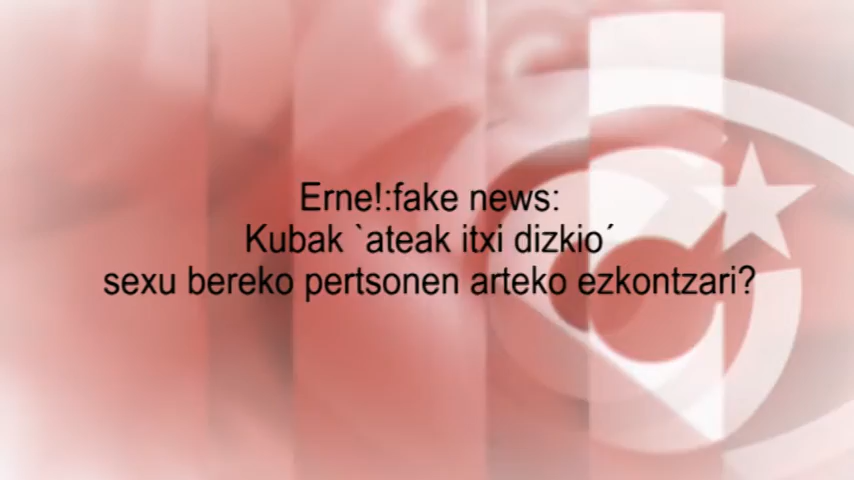 Erne!:fake news:
Kubak `ateak itxi dizkio´
sexu bereko pertsonen arteko ezkontzari?